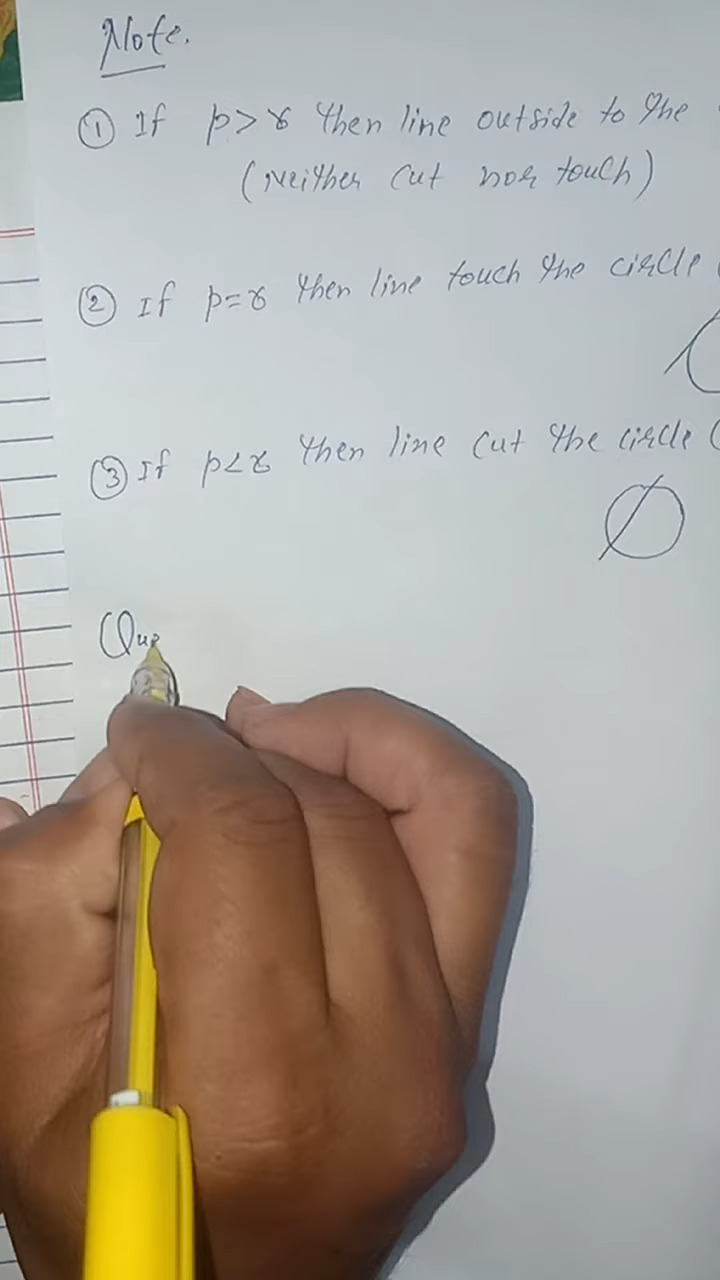 Note.
① If p > r then line outside to the
(Neither cut nor touch)
② If p = r then line touch the circle
③ If p < r then line cut the circle (
Que